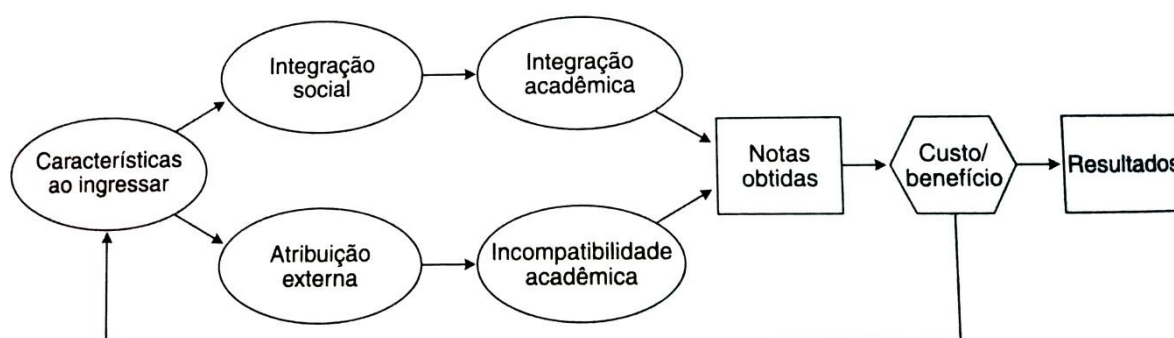 Integração
social
Integração
acadêmica
Características
ao ingressar
Notas
obtidas
Custo/
benefício
Resultados
Atribuição
externa
Incompatibilidade
acadêmica